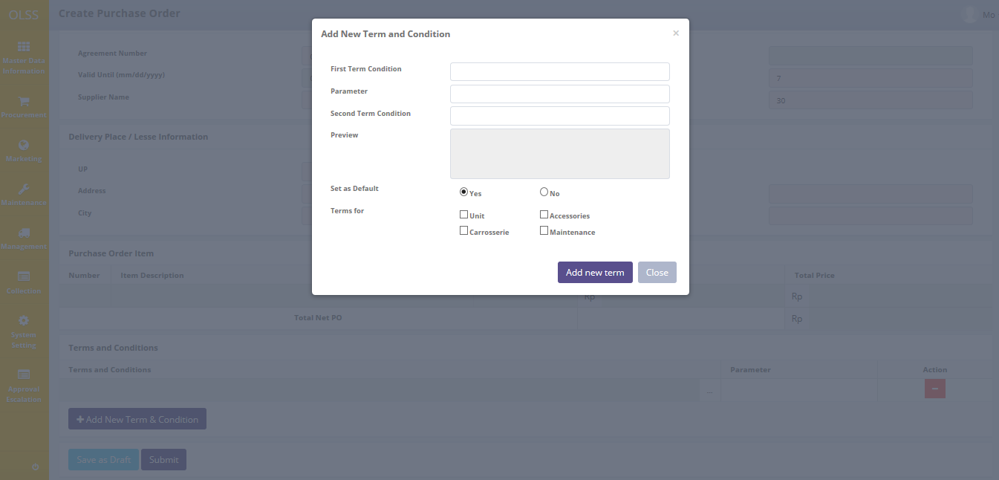 OLSS
Create Purchase Order
Mo
Master Data
Information
Procurement
Marketing
Maintenance
Management
Collection
System
Setting
Approval
Escalation
Agreement Number
Valid Until (mm/dd/yyyy)
7
Supplier Name
30
Delivery Place / Lesse Information
UP
Address
City
Purchase Order Item
Number Item Description Total Price
Rp Rp
Total Net PO Rp
Terms and Conditions
Terms and Conditions Parameter Action
...
Add New Term & Condition
Save as Draft Submit
Add New Term and Condition ×
First Term Condition
Parameter
Second Term Condition
Preview
Set as Default Yes No
Terms for Unit Accessories
Carrosserie Maintenance
Add new term Close